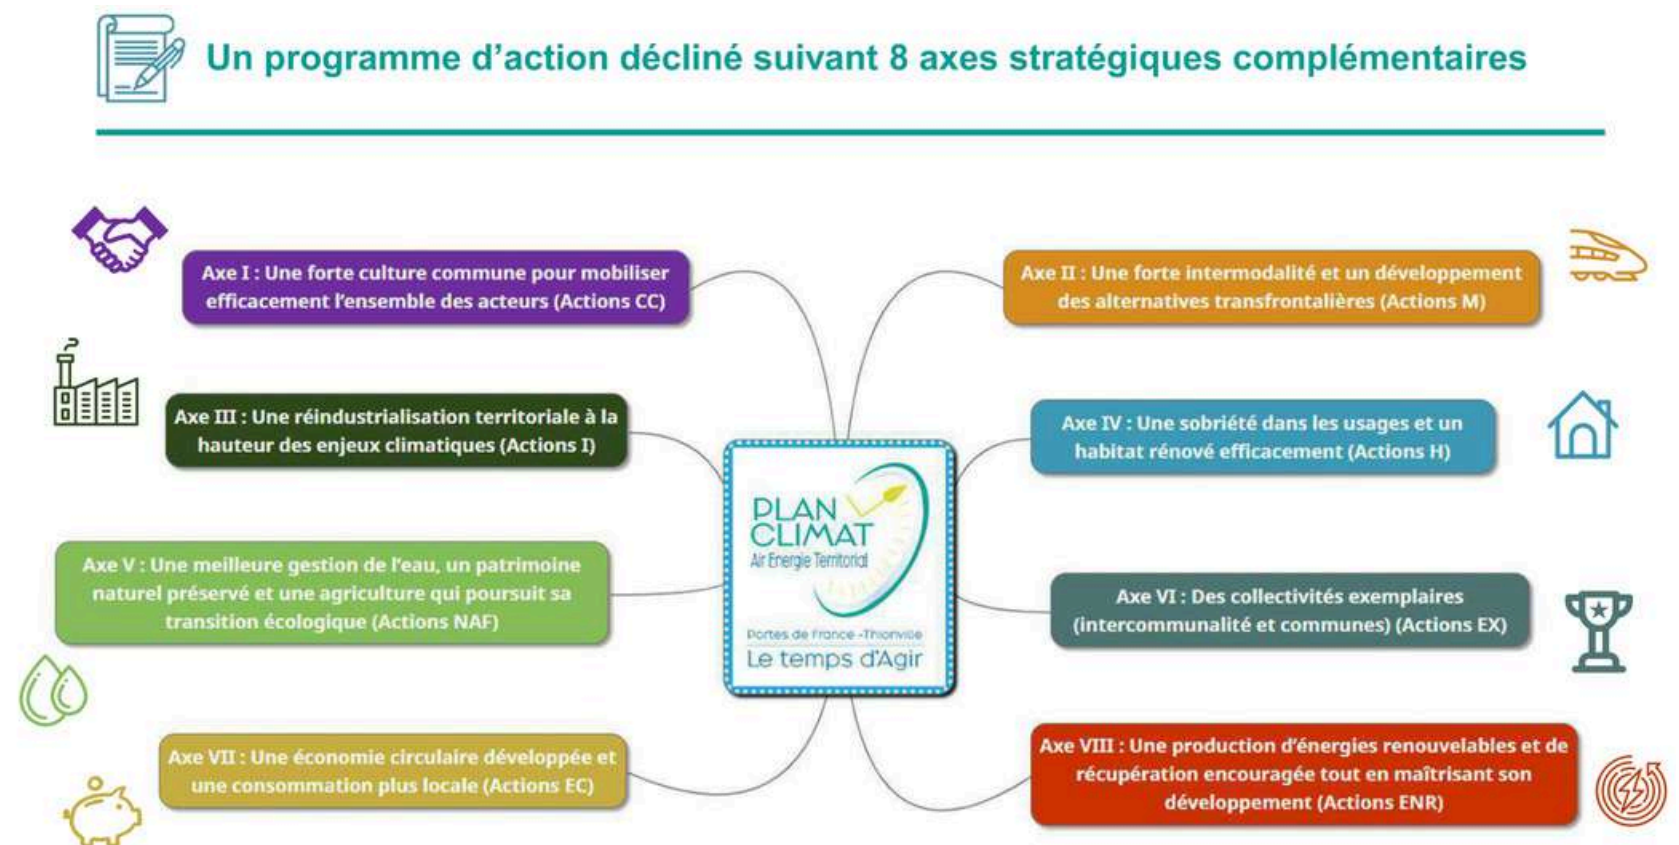 Un programme d'action décliné suivant 8 axes stratégiques complémentaires
Axe I : Une forte culture commune pour mobiliser
efficacement l'ensemble des acteurs (Actions CC)
Axe II : Une forte intermodalité et un développement
des alternatives transfrontalières (Actions M)
Axe III : Une réindustrialisation territoriale à la
hauteur des enjeux climatiques (Actions I)
Axe IV : Une sobriété dans les usages et un
habitat rénové efficacement (Actions H)
PLAN
CLIMAT
Air Energie Territorial
Portes de France -Thionville
Le temps d'Agir
Axe V : Une meilleure gestion de l'eau, un patrimoine
naturel préservé et une agriculture qui poursuit sa
transition écologique (Actions NAF)
Axe VI : Des collectivités exemplaires
(intercommunalité et communes) (Actions EX)
Axe VII : Une économie circulaire développée et
une consommation plus locale (Actions EC)
Axe VIII : Une production d'énergies renouvelables et de
récupération encouragée tout en maîtrisant son
développement (Actions ENR)